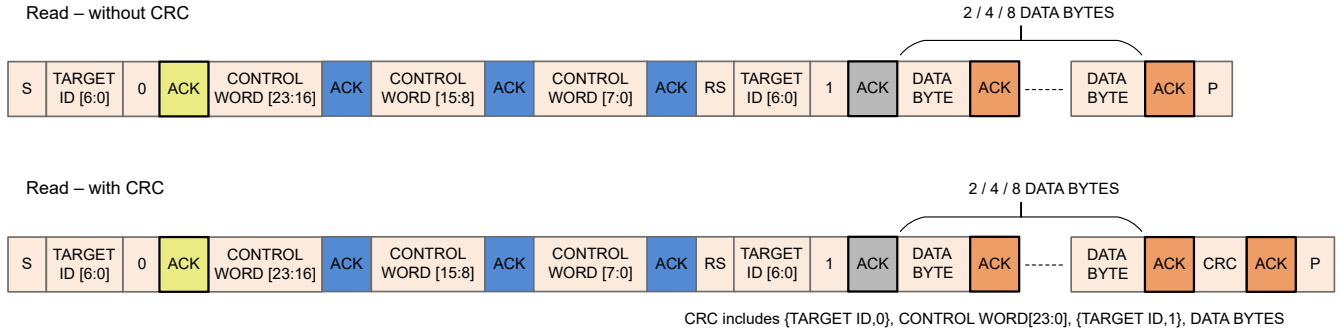 Read – without CRC
2 / 4 / 8 DATA BYTES
S TARGET ID [6:0] 0 ACK CONTROL WORD [23:16] ACK CONTROL WORD [15:8] ACK CONTROL WORD [7:0] ACK RS TARGET ID [6:0] 1 ACK DATA BYTE ACK ------ DATA BYTE ACK P
Read – with CRC
2 / 4 / 8 DATA BYTES
S TARGET ID [6:0] 0 ACK CONTROL WORD [23:16] ACK CONTROL WORD [15:8] ACK CONTROL WORD [7:0] ACK RS TARGET ID [6:0] 1 ACK DATA BYTE ACK ------ DATA BYTE ACK CRC ACK P
CRC includes {TARGET ID,0}, CONTROL WORD[23:0], {TARGET ID,1}, DATA BYTES